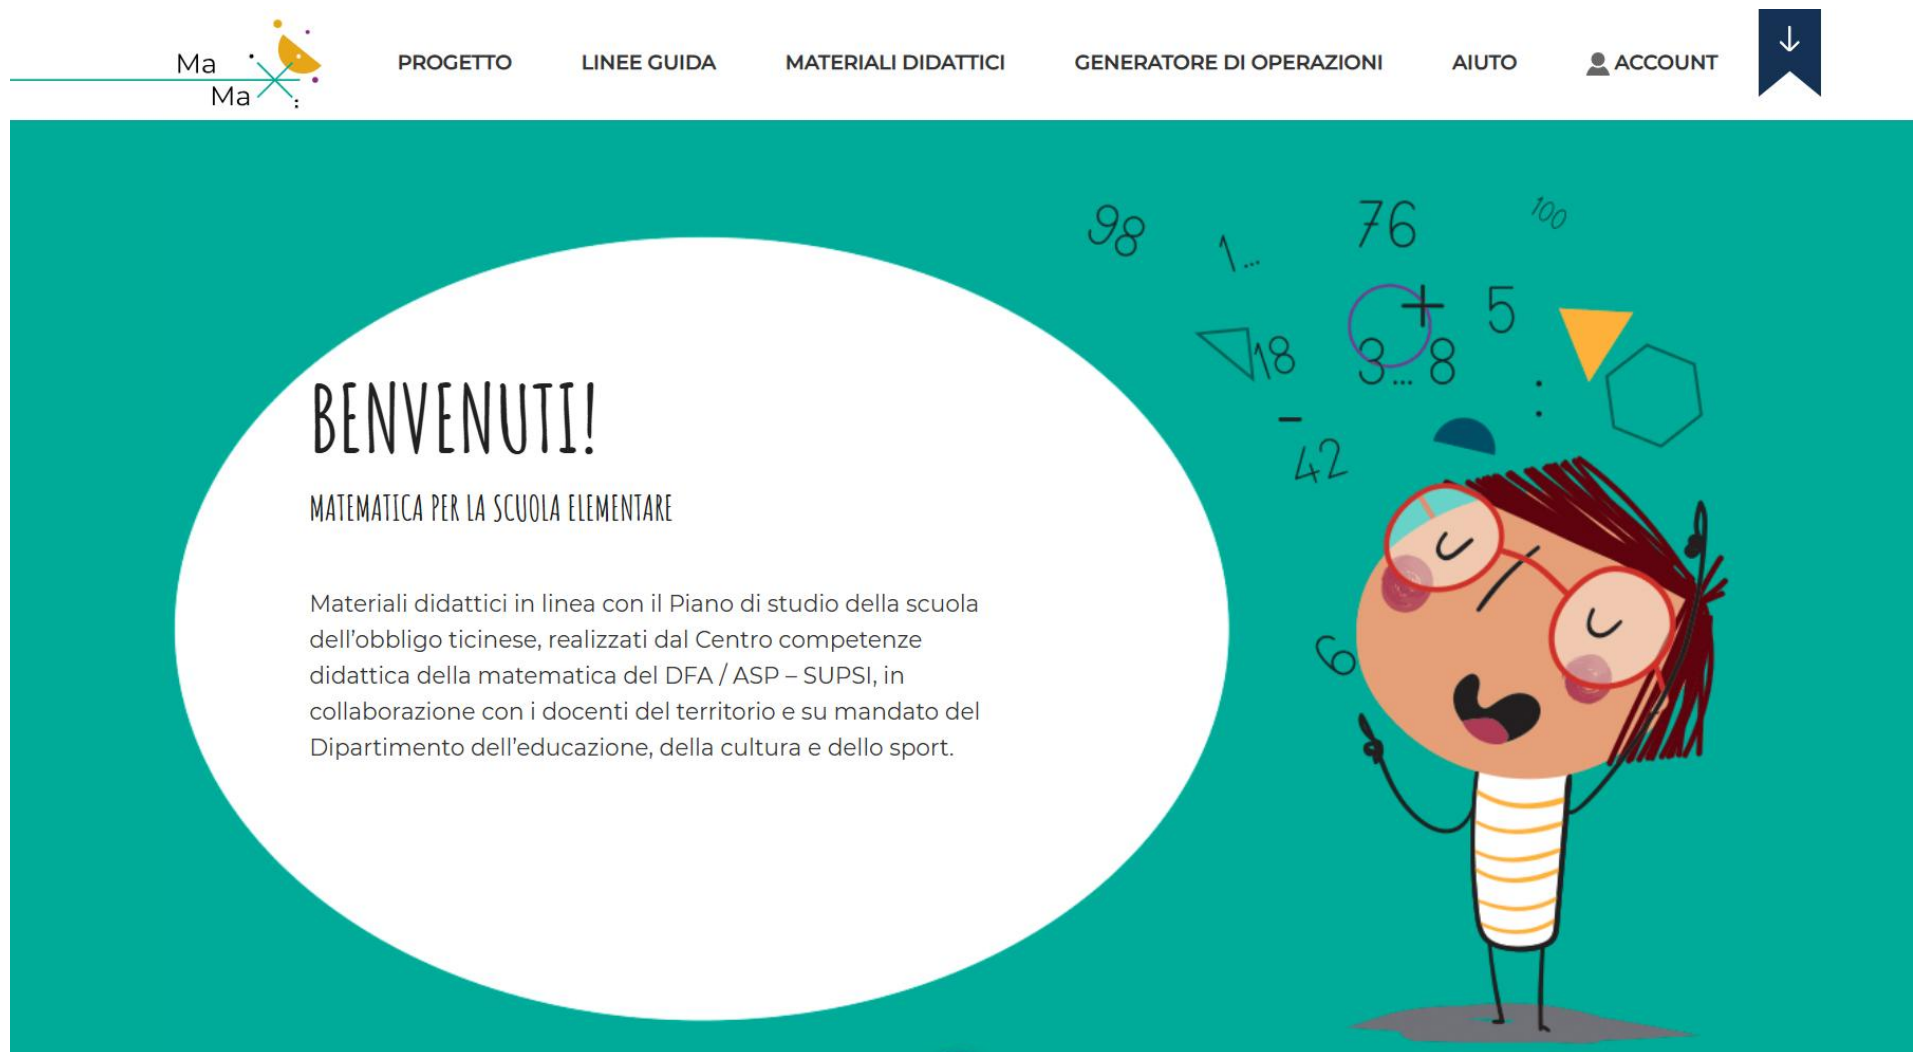 Ma
Ma
PROGETTO
LINEE GUIDA
MATERIALI DIDATTICI
GENERATORE DI OPERAZIONI
AIUTO
ACCOUNT
BENVENUTI!
MATEMATICA PER LA SCUOLA ELEMENTARE
Materiali didattici in linea con il Piano di studio della scuola
dell’obbligo ticinese, realizzati dal Centro competenze
didattica della matematica del DFA / ASP – SUPSI, in
collaborazione con i docenti del territorio e su mandato del
Dipartimento dell’educazione, della cultura e dello sport.
98
1...
76
100
+
5
18
3...8
:
-
42
6